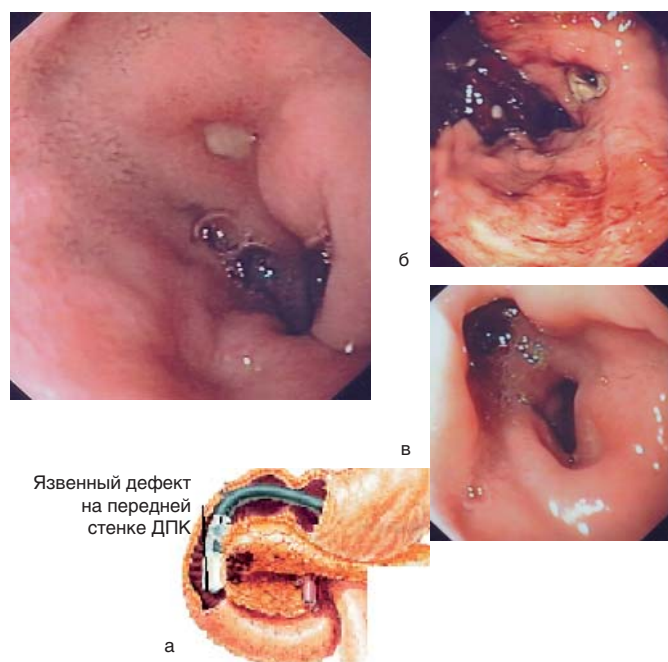 б
в
Язвенный дефект
на передней
стенке ДПК
а